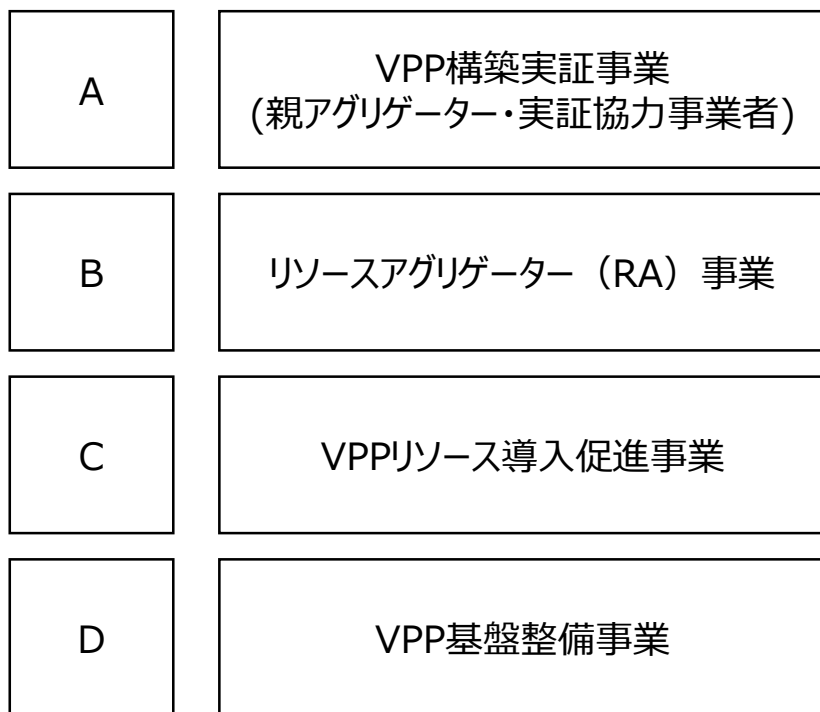 A
VPP構築実証事業
(親アグリゲーター・実証協力事業者)
B
リソースアグリゲーター（RA）事業
C
VPPリソース導入促進事業
D
VPP基盤整備事業